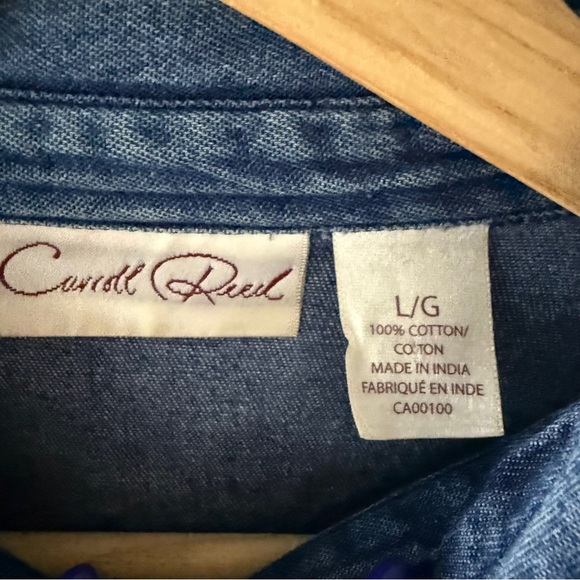 Carroll Reed
L/G
100% COTTON/
COTON
MADE IN INDIA
FABRIQUÉ EN INDE
CA00100